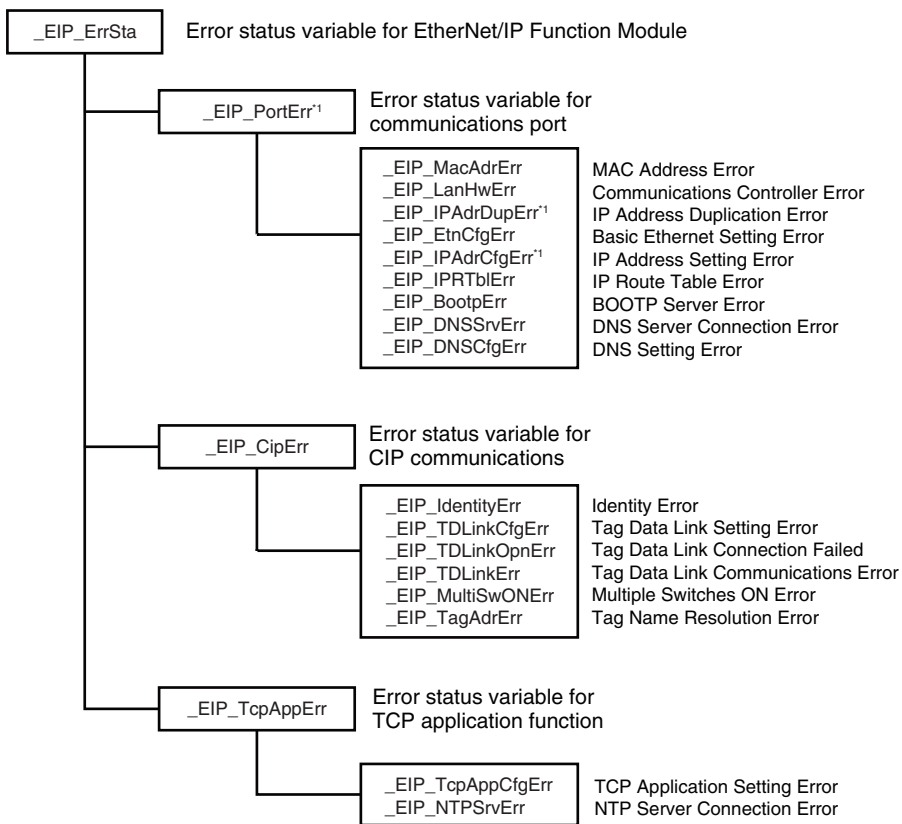 _EIP_ErrSta Error status variable for EtherNet/IP Function Module
_EIP_PortErr*1 Error status variable for
communications port
_EIP_MacAdrErr MAC Address Error
_EIP_LanHwErr Communications Controller Error
_EIP_IPAdrDupErr*1 IP Address Duplication Error
_EIP_EtnCfgErr Basic Ethernet Setting Error
_EIP_IPAdrCfgErr*1 IP Address Setting Error
_EIP_IPRTblErr IP Route Table Error
_EIP_BootpErr BOOTP Server Error
_EIP_DNSSrvErr DNS Server Connection Error
_EIP_DNSCfgErr DNS Setting Error
_EIP_CipErr Error status variable for
CIP communications
_EIP_IdentityErr Identity Error
_EIP_TDLinkCfgErr Tag Data Link Setting Error
_EIP_TDLinkOpnErr Tag Data Link Connection Failed
_EIP_TDLinkErr Tag Data Link Communications Error
_EIP_MultiSwONErr Multiple Switches ON Error
_EIP_TagAdrErr Tag Name Resolution Error
_EIP_TcpAppErr Error status variable for
TCP application function
_EIP_TcpAppCfgErr TCP Application Setting Error
_EIP_NTPSrvErr NTP Server Connection Error